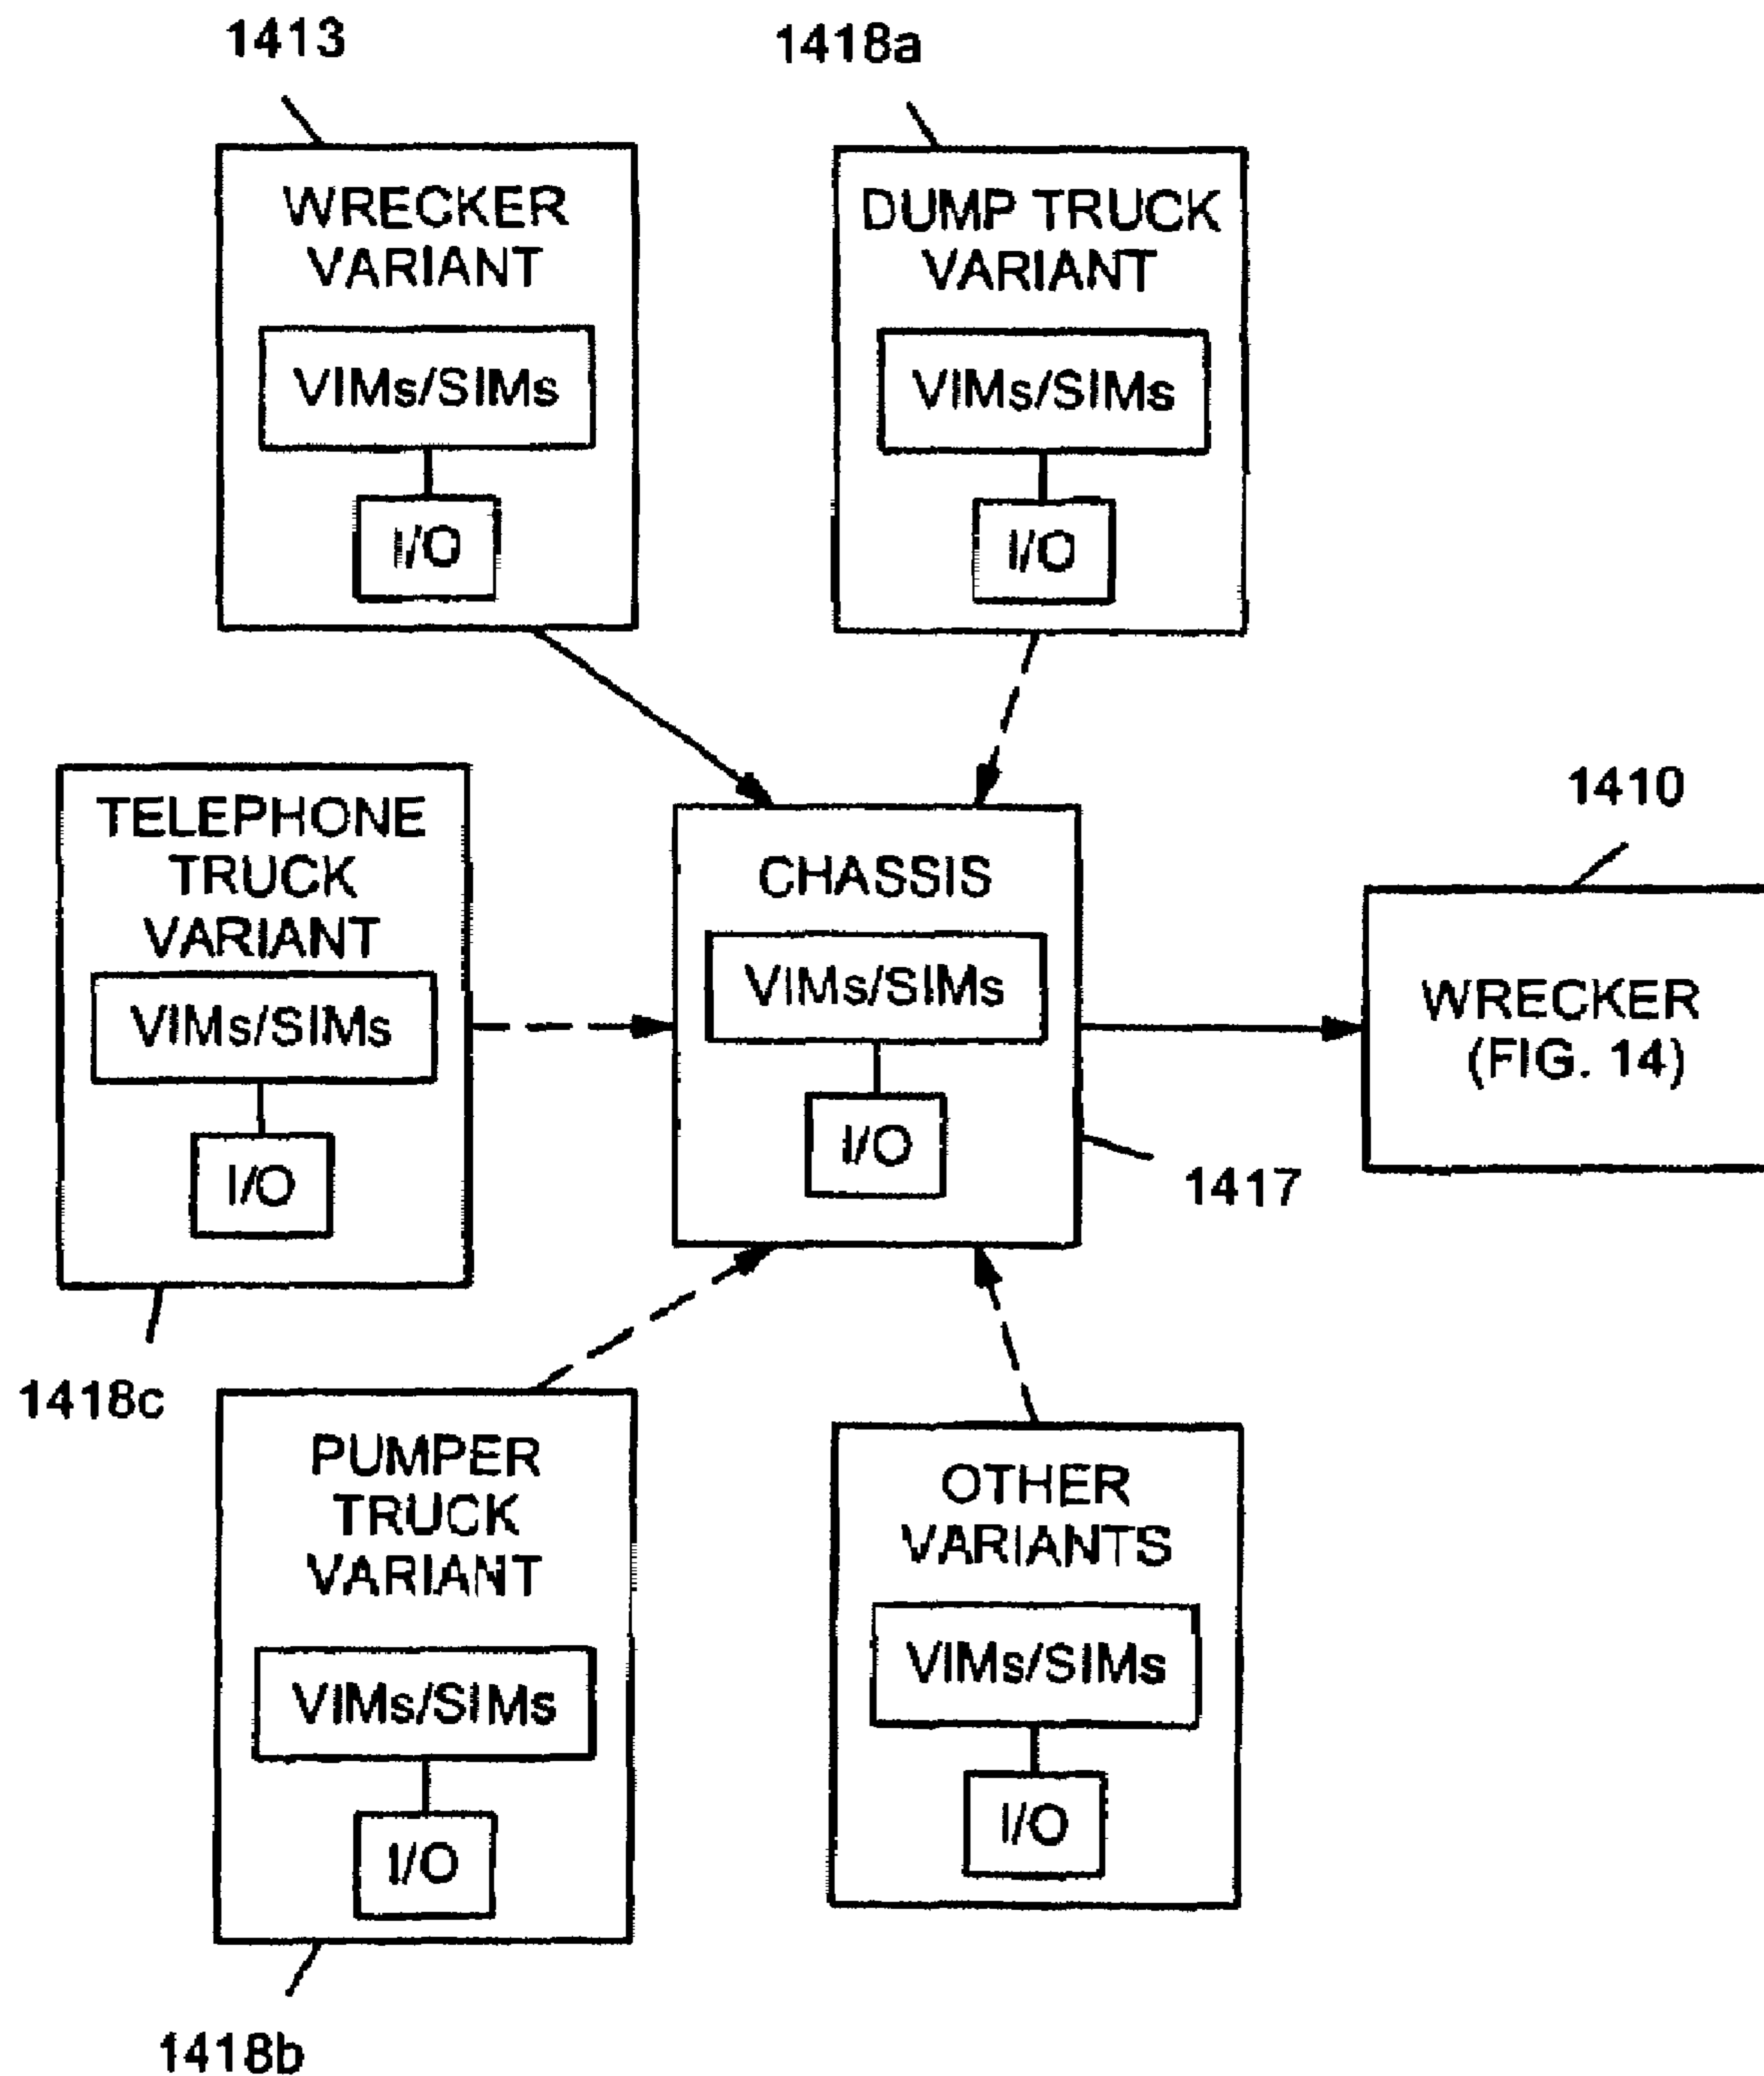 1413
1418a
WRECKER
VARIANT
VIMs/SIMs
I/O
DUMP TRUCK
VARIANT
VIMs/SIMs
I/O
TELEPHONE
TRUCK
VARIANT
VIMs/SIMs
I/O
1418c
CHASSIS
VIMs/SIMs
I/O
1417
1410
WRECKER
(FIG. 14)
PUMPER
TRUCK
VARIANT
VIMs/SIMs
I/O
1418b
OTHER
VARIANTS
VIMs/SIMs
I/O